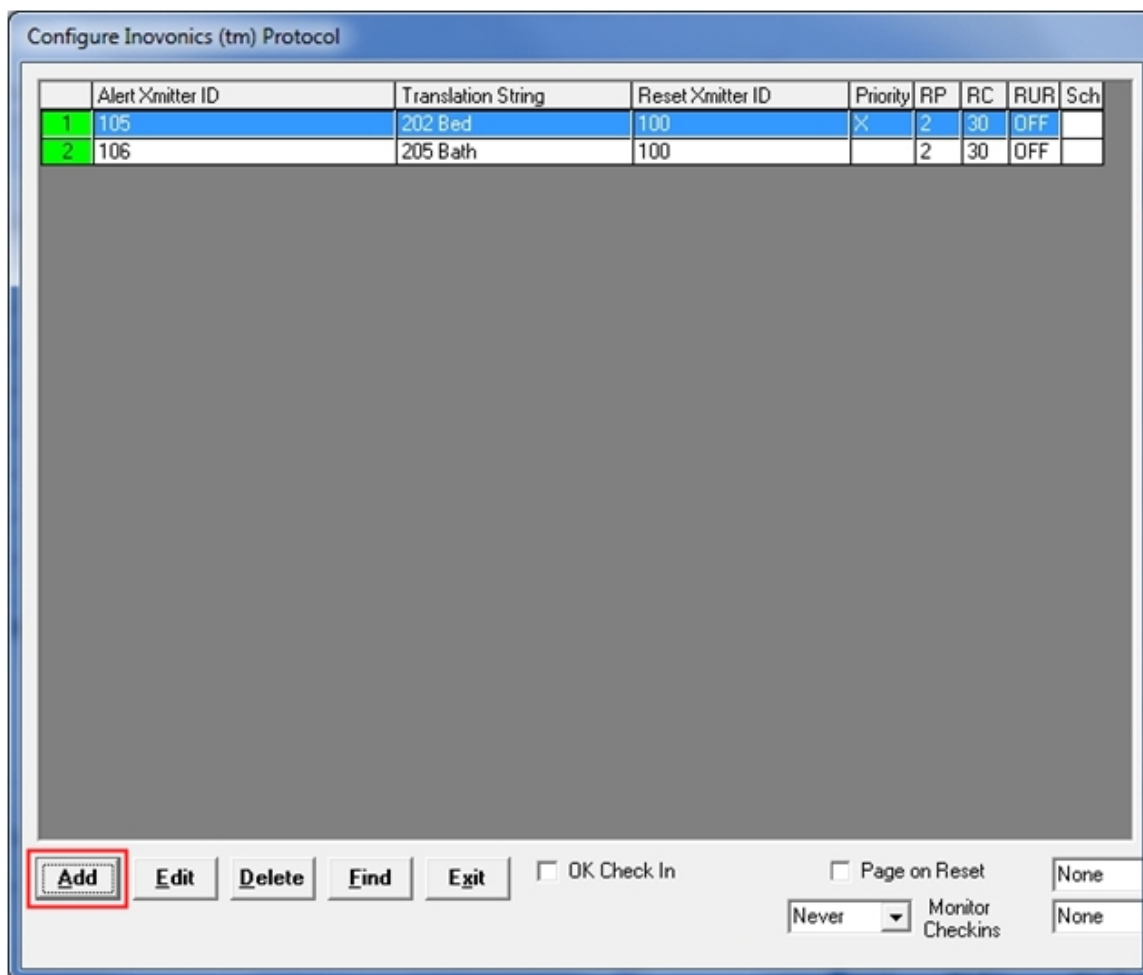 Configure Inovonics (tm) Protocol
Alert Xmitter ID Translation String Reset Xmitter ID Priority RP RC RUR Sch
1 105 202 Bed 100 X 2 30 OFF
2 106 205 Bath 100 2 30 OFF
Add Edit Delete Find Exit OK Check In Page on Reset None
Never Monitor Checkins None